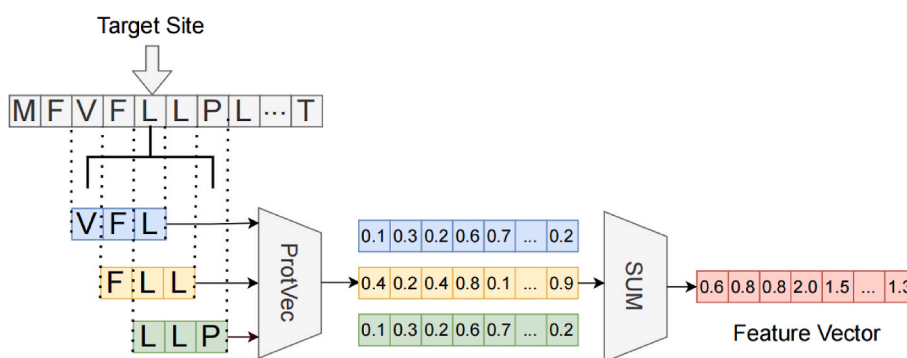 Target Site
M F V F L L P L ... T
V F L
F L L
L L P
ProtVec
0.1 0.3 0.2 0.6 0.7 ... 0.2
0.4 0.2 0.4 0.8 0.1 ... 0.9
0.1 0.3 0.2 0.6 0.7 ... 0.2
SUM
0.6 0.8 0.8 2.0 1.5 ... 1.3
Feature Vector